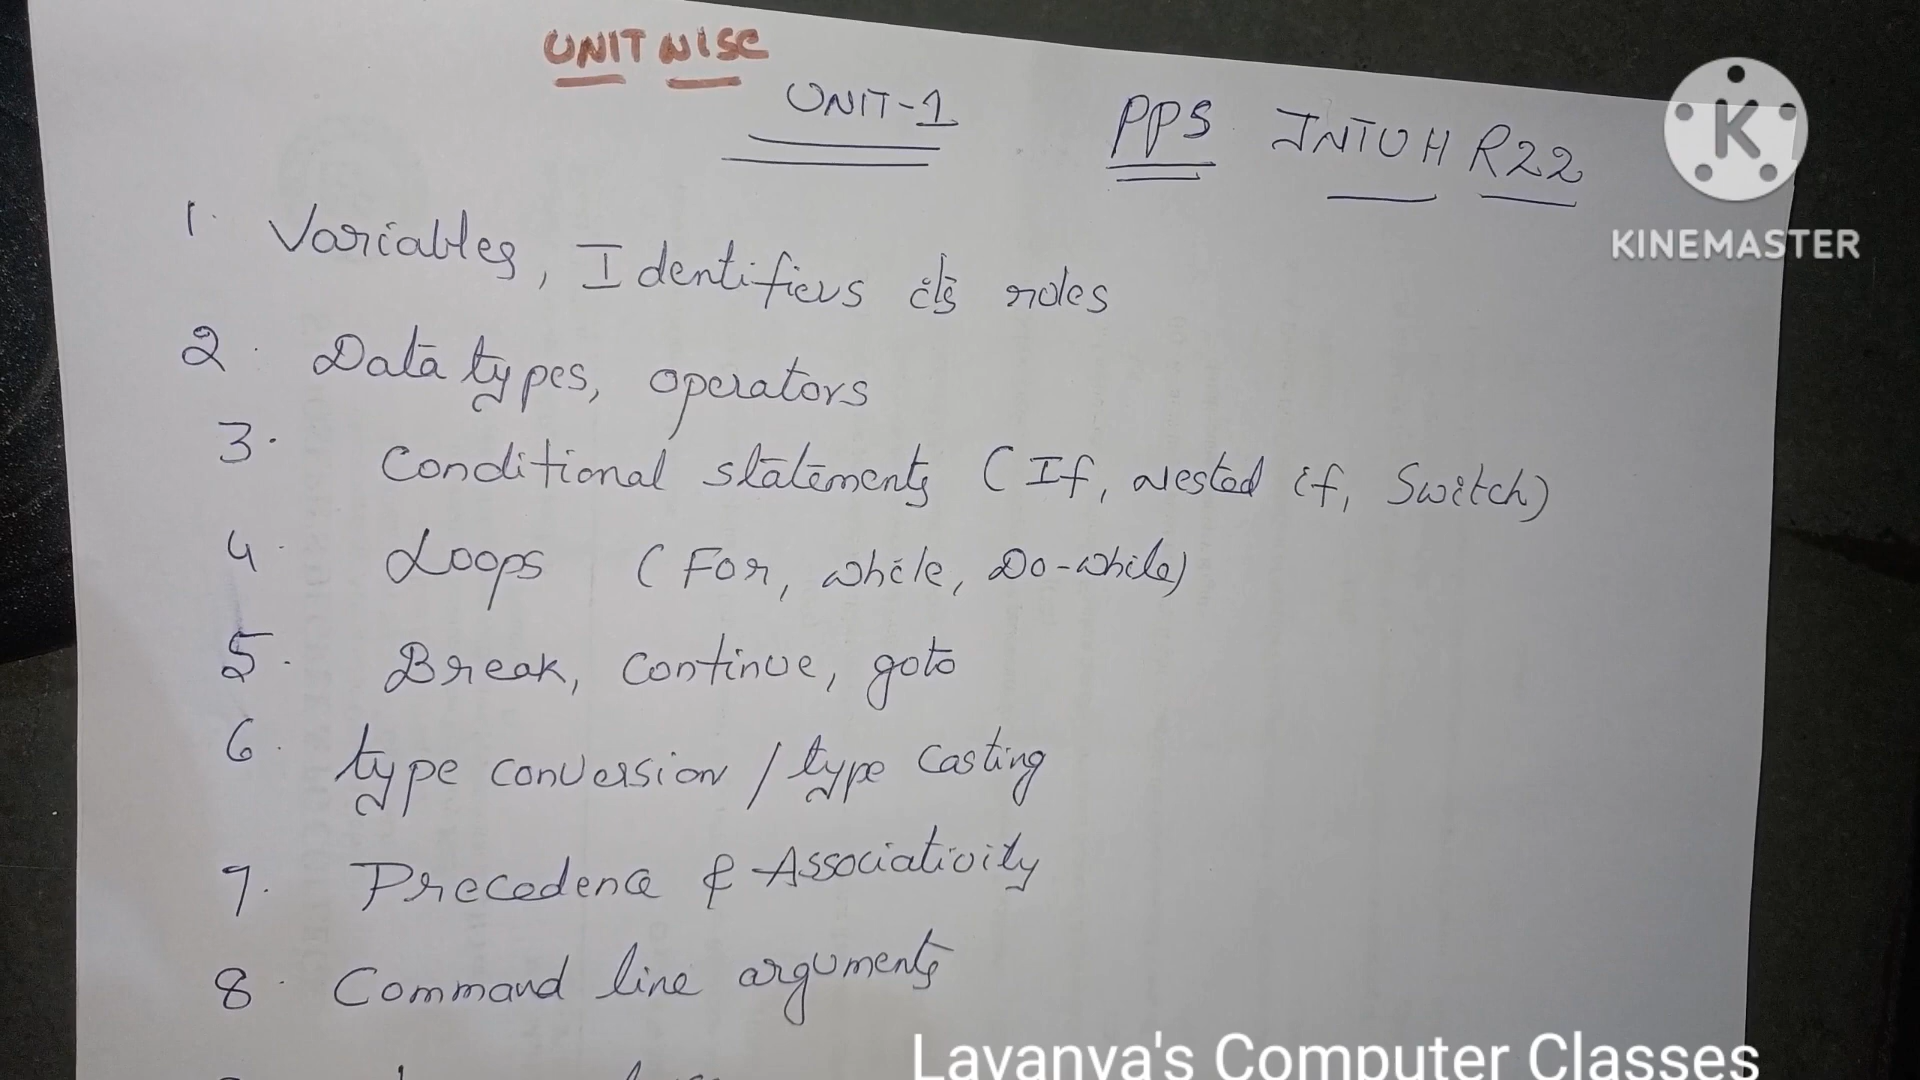 UNIT WISE
UNIT-1 PPS JNTUH R22
K
KINEMASTER
1. Variables, Identifiers its rules
2. Data types, operators
3. Conditional statements (If, Nested if, Switch)
4. Loops (For, while, Do-while)
5. Break, continue, goto
6. type conversion / type casting
7. Precedence & Associativity
8. Command line arguments
Lavanya's Computer Classes